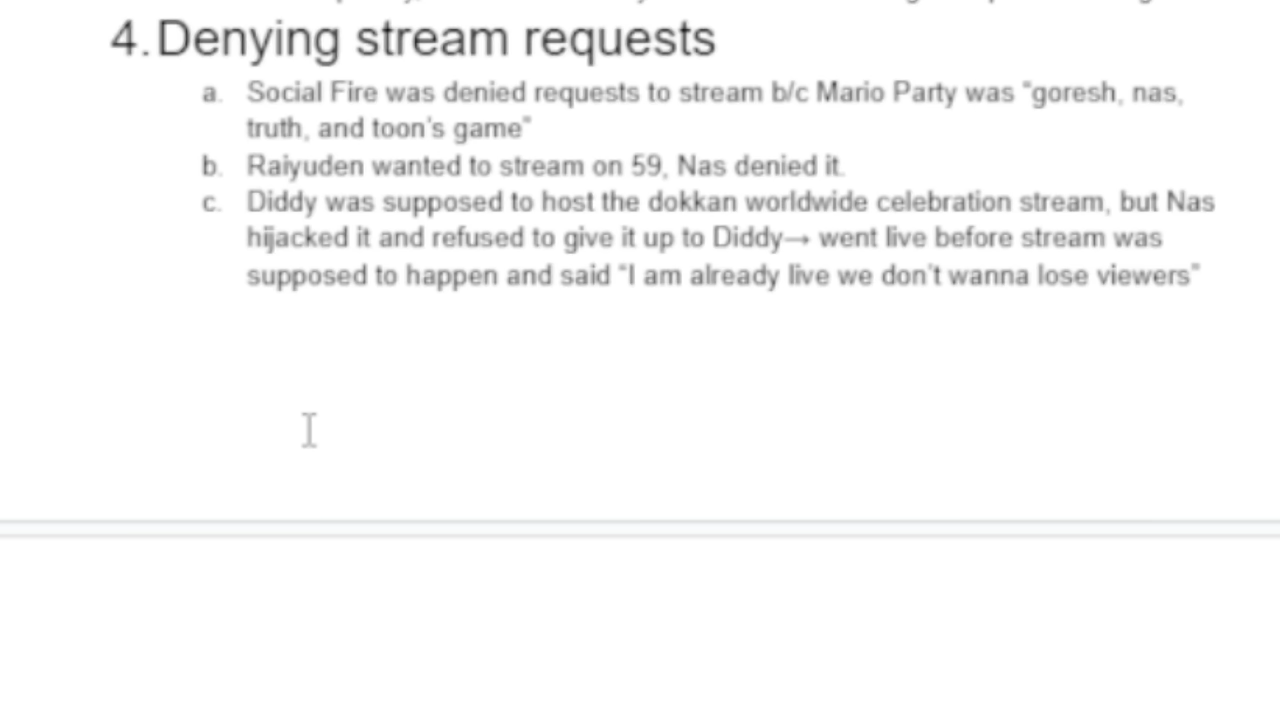 4. Denying stream requests
a. Social Fire was denied requests to stream b/c Mario Party was "goresh, nas,
truth, and toon's game"
b. Raiyuden wanted to stream on 59, Nas denied it.
c. Diddy was supposed to host the dokkan worldwide celebration stream, but Nas
hijacked it and refused to give it up to Diddy→ went live before stream was
supposed to happen and said "I am already live we don't wanna lose viewers"